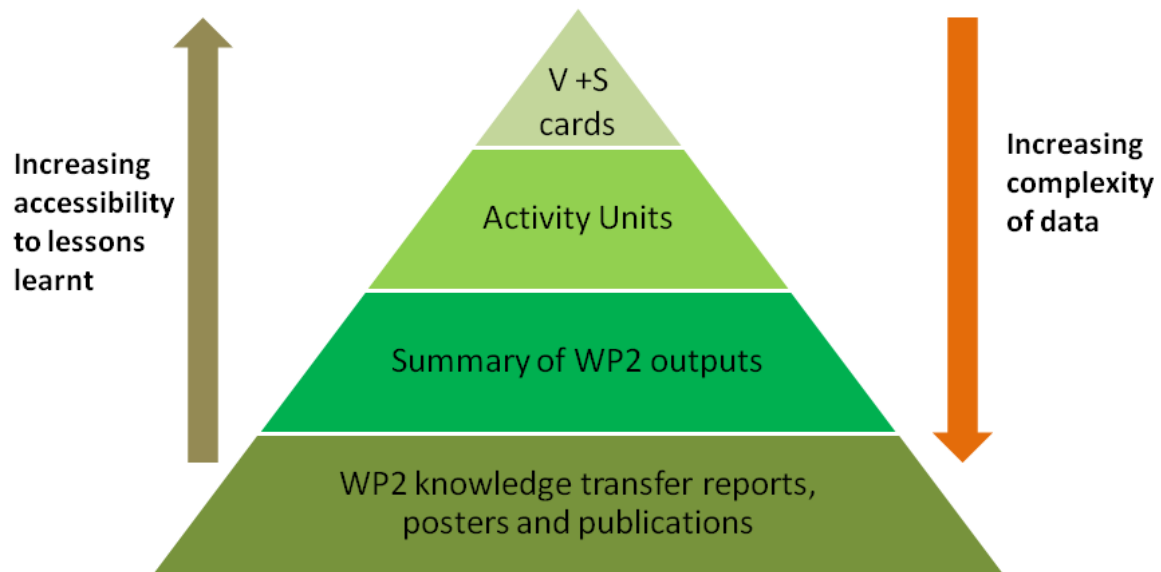 V +S
cards
Increasing
accessibility
to lessons
learnt
Increasing
complexity
of data
Activity Units
Summary of WP2 outputs
WP2 knowledge transfer reports,
posters and publications